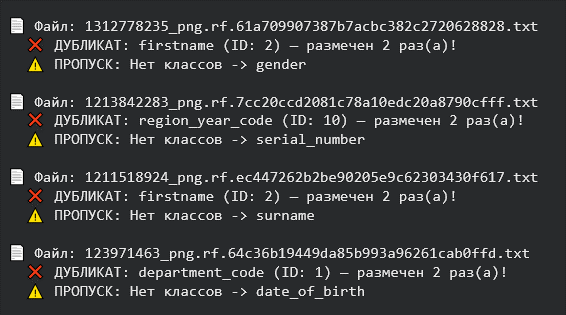 📄 Файл: 1312778235_png.rf.61a709907387b7acbc382c2720628828.txt
❌ ДУБЛИКАТ: firstname (ID: 2) — размечен 2 раз(а)!
⚠️ ПРОПУСК: Нет классов -> gender
📄 Файл: 1213842283_png.rf.7cc20ccd2081c78a10edc20a8790cfff.txt
❌ ДУБЛИКАТ: region_year_code (ID: 10) — размечен 2 раз(а)!
⚠️ ПРОПУСК: Нет классов -> serial_number
📄 Файл: 1211518924_png.rf.ec447262b2be90205e9c62303430f617.txt
❌ ДУБЛИКАТ: firstname (ID: 2) — размечен 2 раз(а)!
⚠️ ПРОПУСК: Нет классов -> surname
📄 Файл: 123971463_png.rf.64c36b19449da85b993a96261cab0ffd.txt
❌ ДУБЛИКАТ: department_code (ID: 1) — размечен 2 раз(а)!
⚠️ ПРОПУСК: Нет классов -> date_of_birth